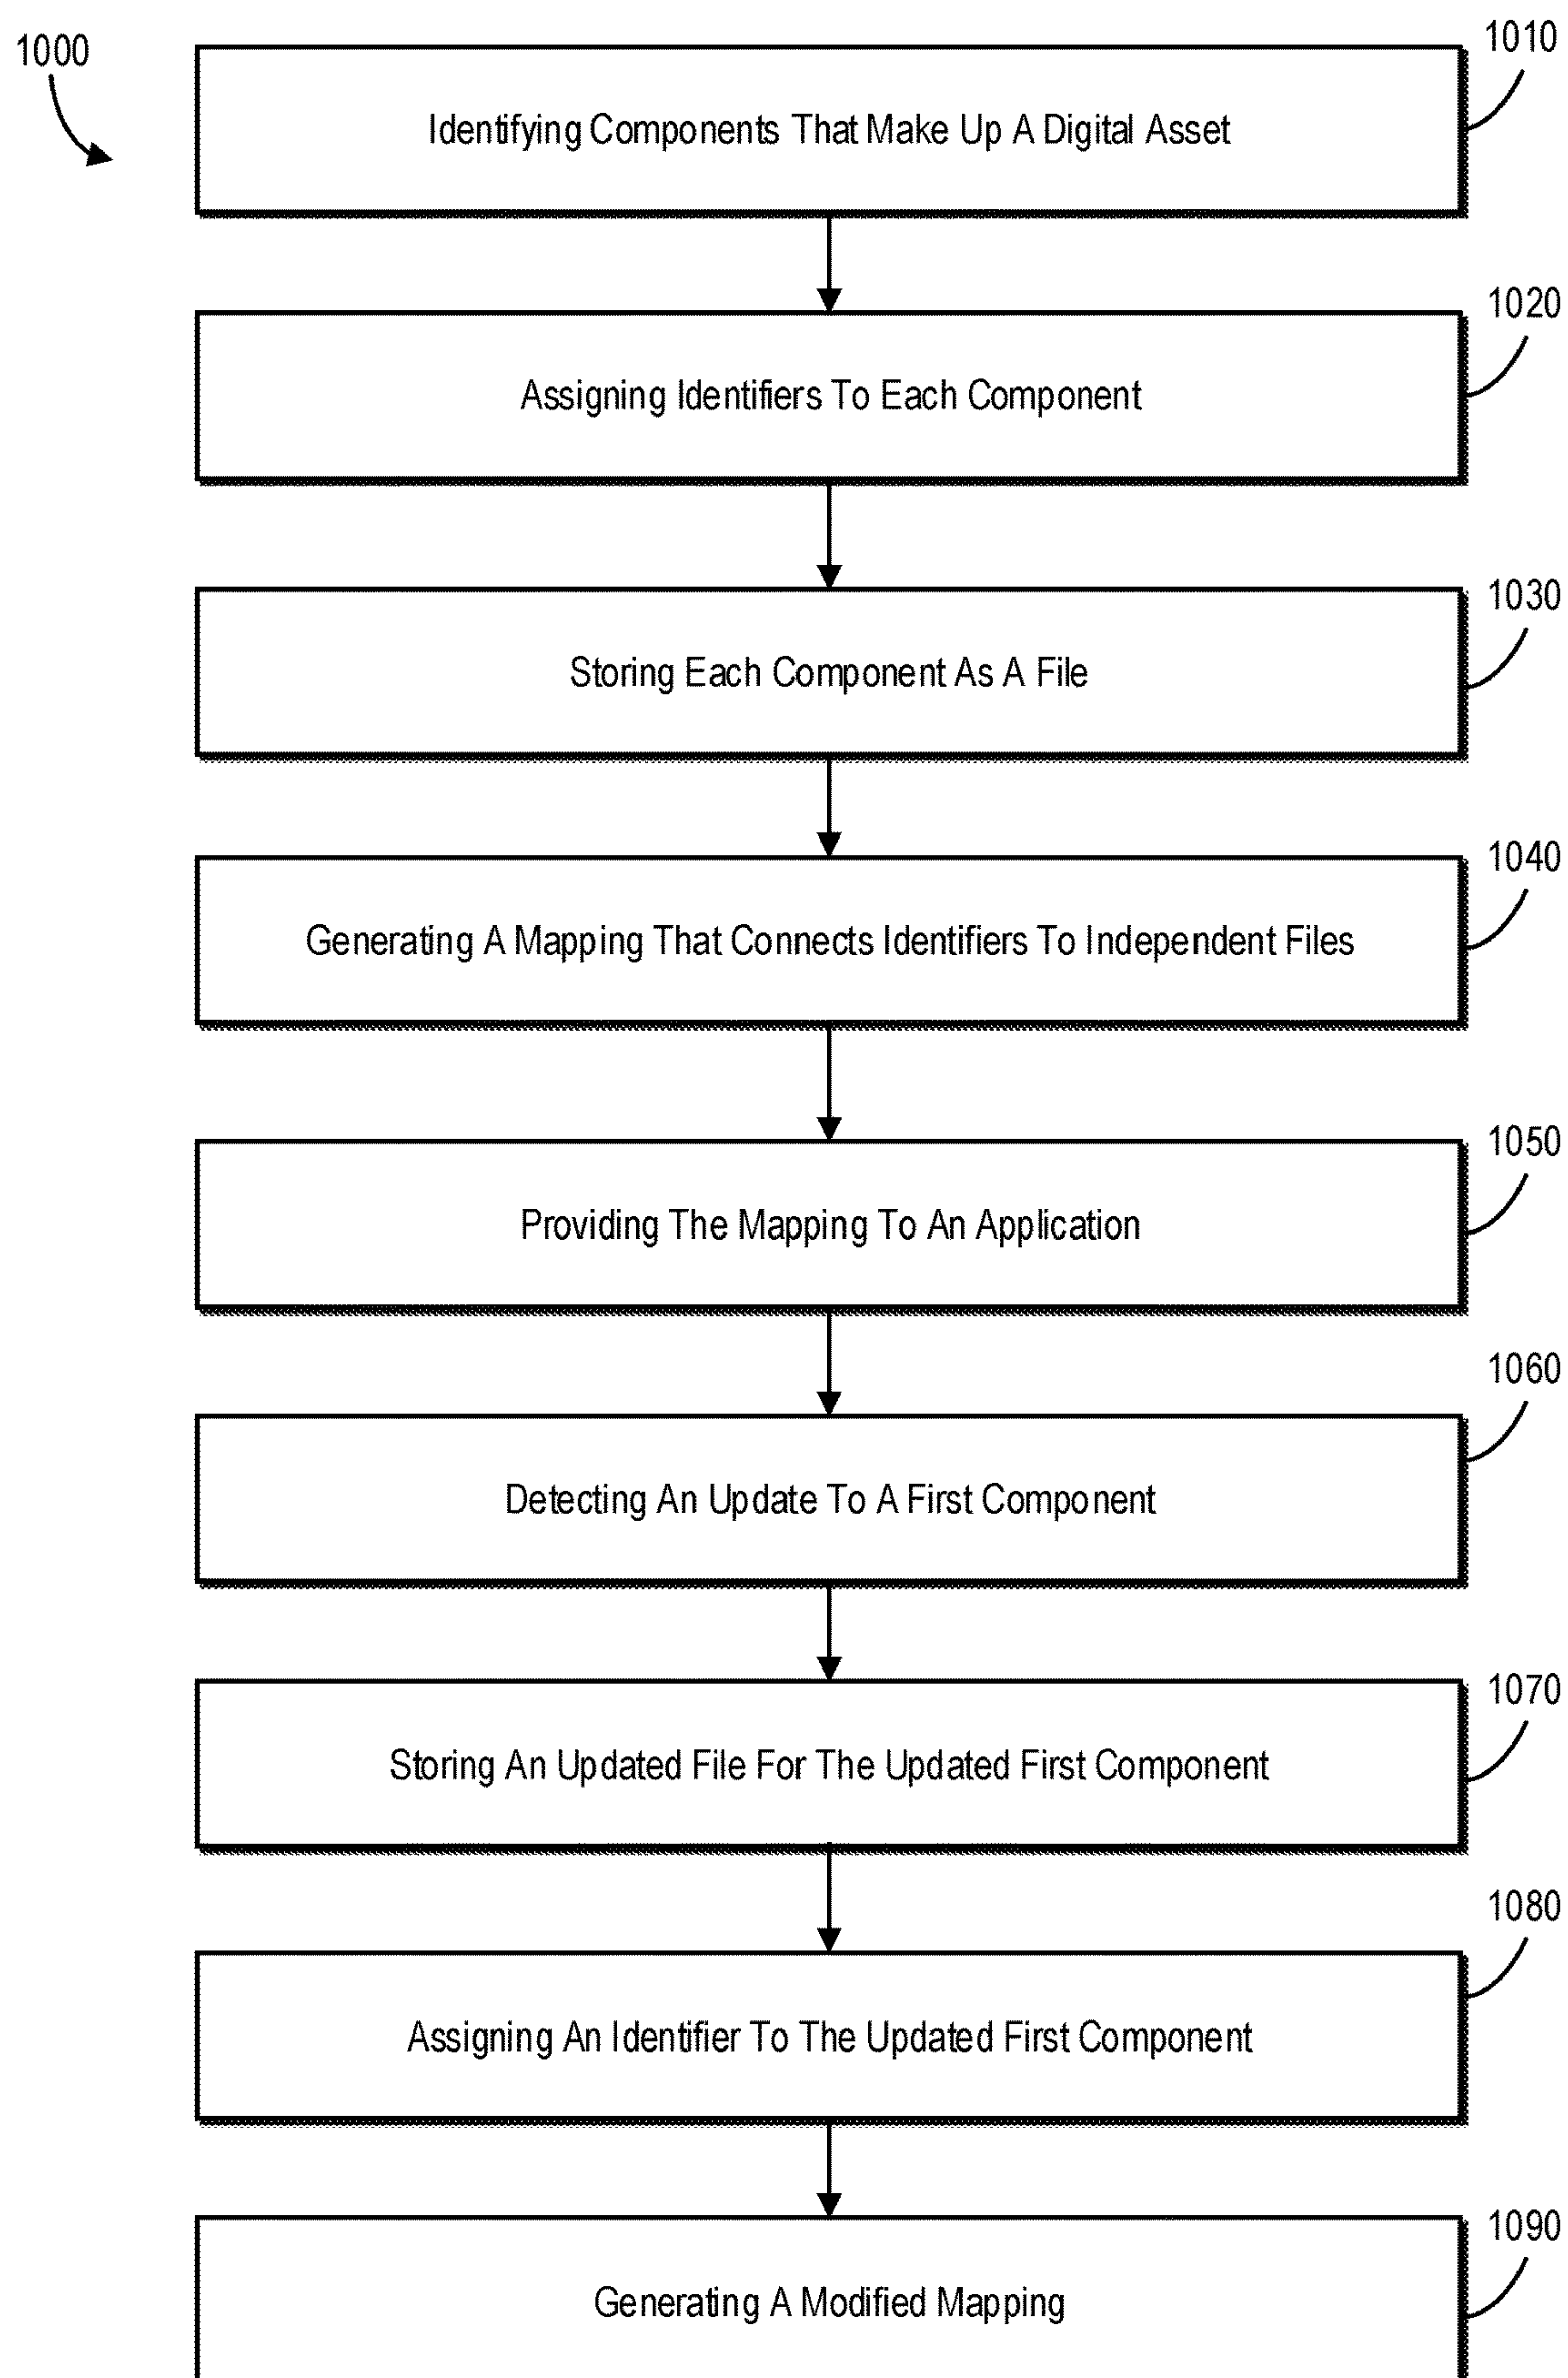 1000
1010
Identifying Components That Make Up A Digital Asset
1020
Assigning Identifiers To Each Component
1030
Storing Each Component As A File
1040
Generating A Mapping That Connects Identifiers To Independent Files
1050
Providing The Mapping To An Application
1060
Detecting An Update To A First Component
1070
Storing An Updated File For The Updated First Component
1080
Assigning An Identifier To The Updated First Component
1090
Generating A Modified Mapping